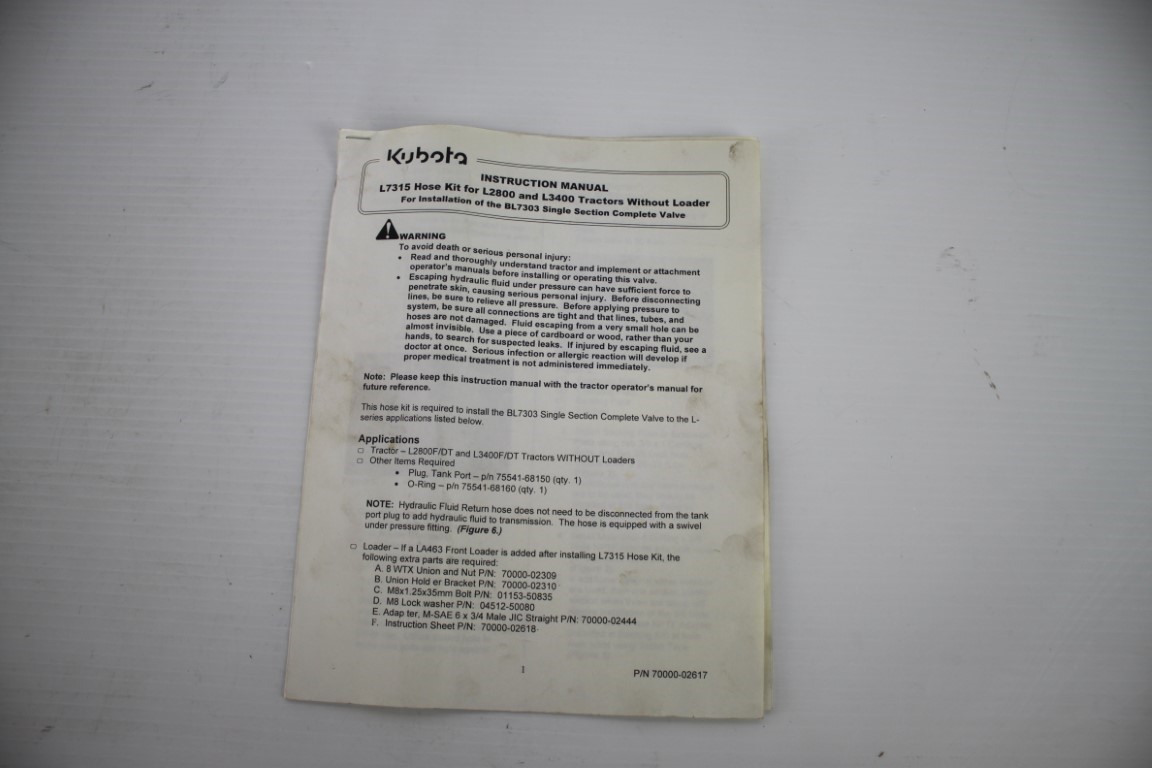 Kubota
INSTRUCTION MANUAL
L7315 Hose Kit for L2800 and L3400 Tractors Without Loader
For Installation of the BL7303 Single Section Complete Valve
WARNING
To avoid death or serious personal injury:
• Read and thoroughly understand tractor and implement or attachment
operator's manuals before installing or operating this valve.
• Escaping hydraulic fluid under pressure can have sufficient force to
penetrate skin, causing serious personal injury. Before disconnecting
lines, be sure to relieve all pressure. Before applying pressure to
system, be sure all connections are tight and that lines, tubes, and
hoses are not damaged. Fluid escaping from a very small hole can be
almost invisible. Use a piece of cardboard or wood, rather than your
hands, to search for suspected leaks. If injured by escaping fluid, see a
doctor at once. Serious infection or allergic reaction will develop if
proper medical treatment is not administered immediately.
Note: Please keep this instruction manual with the tractor operator's manual for
future reference.
This hose kit is required to install the BL7303 Single Section Complete Valve to the L-
series applications listed below.
Applications
□ Tractor – L2800F/DT and L3400F/DT Tractors WITHOUT Loaders
□ Other Items Required
• Plug, Tank Port – p/n 75541-68150 (qty. 1)
• O-Ring – p/n 75541-68160 (qty. 1)
NOTE: Hydraulic Fluid Return hose does not need to be disconnected from the tank
port plug to add hydraulic fluid to transmission. The hose is equipped with a swivel
under pressure fitting. (Figure 6.)
□ Loader – If a LA463 Front Loader is added after installing L7315 Hose Kit, the
following extra parts are required:
A. 8 WTX Union and Nut P/N: 70000-02309
B. Union Hold er Bracket P/N: 70000-02310
C. M8x1.25x35mm Bolt P/N: 01153-50835
D. M8 Lock washer P/N: 04512-50080
E. Adap ter, M-SAE 6 x 3/4 Male JIC Straight P/N: 70000-02444
F. Instruction Sheet P/N: 70000-02618
1
P/N 70000-02617